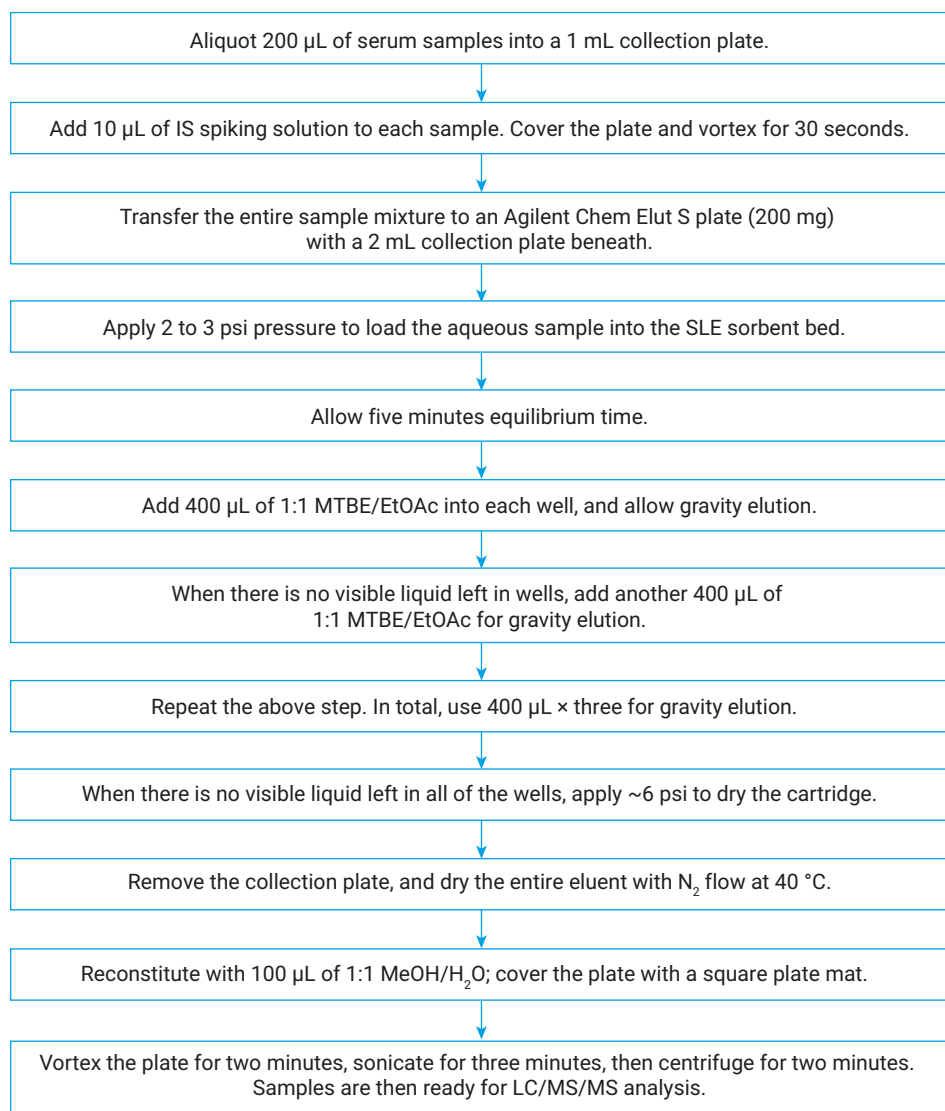 Aliquot 200 µL of serum samples into a 1 mL collection plate.
Add 10 µL of IS spiking solution to each sample. Cover the plate and vortex for 30 seconds.
Transfer the entire sample mixture to an Agilent Chem Elut S plate (200 mg)
with a 2 mL collection plate beneath.
Apply 2 to 3 psi pressure to load the aqueous sample into the SLE sorbent bed.
Allow five minutes equilibrium time.
Add 400 µL of 1:1 MTBE/EtOAc into each well, and allow gravity elution.
When there is no visible liquid left in wells, add another 400 µL of
1:1 MTBE/EtOAc for gravity elution.
Repeat the above step. In total, use 400 µL × three for gravity elution.
When there is no visible liquid left in all of the wells, apply ~6 psi to dry the cartridge.
Remove the collection plate, and dry the entire eluent with N₂ flow at 40 °C.
Reconstitute with 100 µL of 1:1 MeOH/H₂O; cover the plate with a square plate mat.
Vortex the plate for two minutes, sonicate for three minutes, then centrifuge for two minutes.
Samples are then ready for LC/MS/MS analysis.